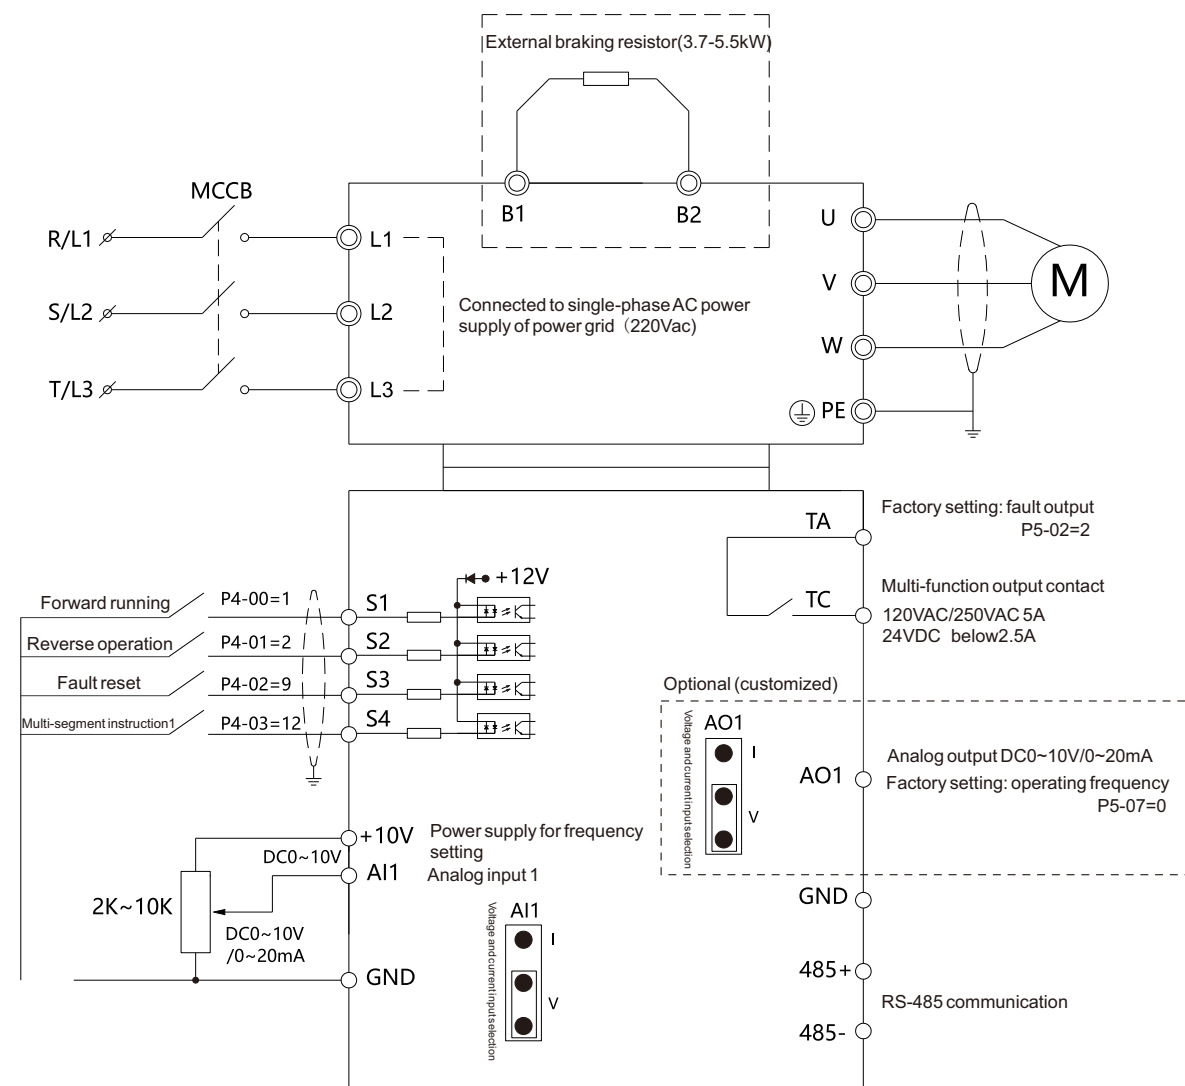 External braking resistor(3.7-5.5kW)
MCCB
B1
B2
R/L1
L1
U
S/L2
L2
Connected to single-phase AC power
supply of power grid（220Vac)
V
M
T/L3
L3
W
PE
TA
Factory setting: fault output
P5-02=2
TC
Multi-function output contact
120VAC/250VAC 5A
24VDC below2.5A
+12V
Forward running
P4-00=1
S1
Reverse operation
P4-01=2
S2
Fault reset
P4-02=9
S3
Multi-segment instruction1
P4-03=12
S4
Optional (customized)
Voltage and current input selection
AO1
I
V
AO1
Analog output DC0~10V/0~20mA
Factory setting: operating frequency
P5-07=0
+10V
Power supply for frequency
setting
DC0~10V
AI1
Analog input 1
2K~10K
DC0~10V
/0~20mA
GND
Voltage and current input selection
AI1
I
V
GND
485+
RS-485 communication
485-